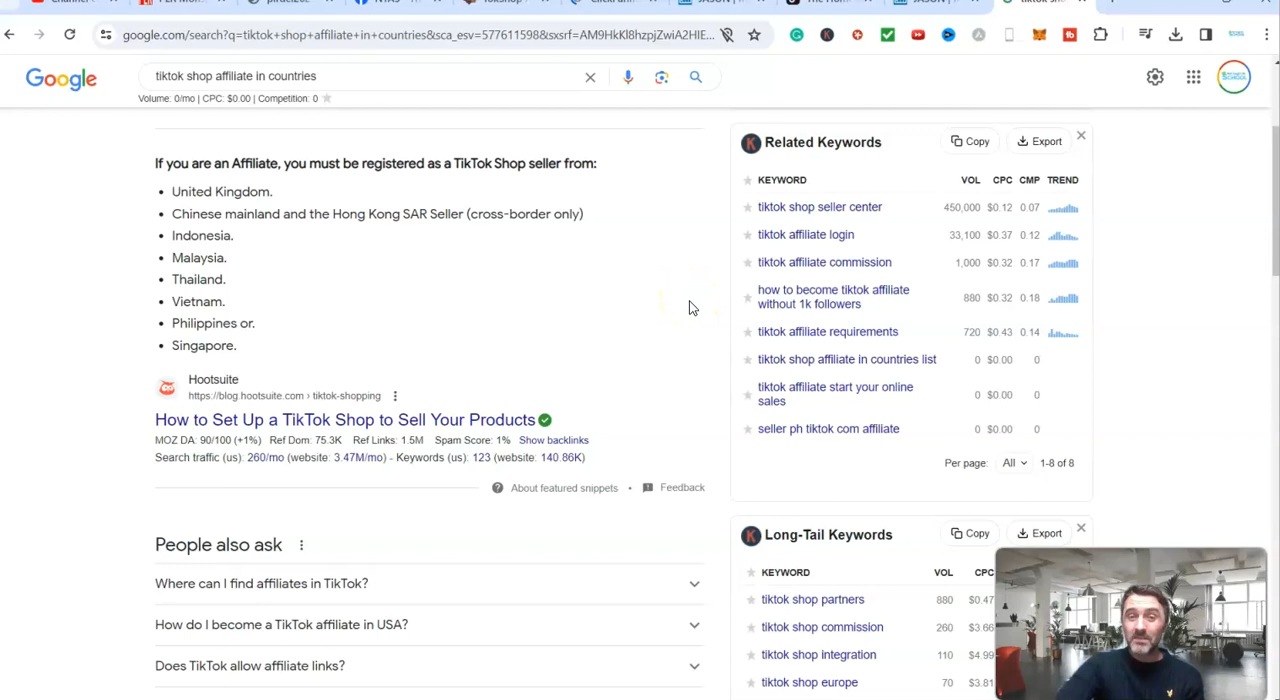 google.com/search?q=tiktok+shop+affiliate+in+countries&sca_esv=577611598&sxsrf=AM9HkKl8hzpjZwiA2HIE...
Google
tiktok shop affiliate in countries
Volume: 0/mo | CPC: $0.00 | Competition: 0
If you are an Affiliate, you must be registered as a TikTok Shop seller from:
• United Kingdom.
• Chinese mainland and the Hong Kong SAR Seller (cross-border only)
• Indonesia.
• Malaysia.
• Thailand.
• Vietnam.
• Philippines or.
• Singapore.
Hootsuite
https://blog.hootsuite.com › tiktok-shopping
How to Set Up a TikTok Shop to Sell Your Products
MOZ DA: 90/100 (+1%) Ref Dom: 75.3K Ref Links: 1.5M Spam Score: 1% Show backlinks
Search traffic (us): 260/mo (website: 3.47M/mo) - Keywords (us): 123 (website: 140.86K)
About featured snippets • Feedback
People also ask
Where can I find affiliates in TikTok?
How do I become a TikTok affiliate in USA?
Does TikTok allow affiliate links?
K Related Keywords Copy Export
KEYWORD VOL CPC CMP TREND
tiktok shop seller center 450,000 $0.12 0.07
tiktok affiliate login 33,100 $0.37 0.12
tiktok affiliate commission 1,000 $0.32 0.17
how to become tiktok affiliate
without 1k followers 880 $0.32 0.18
tiktok affiliate requirements 720 $0.43 0.14
tiktok shop affiliate in countries list 0 $0.00 0
tiktok affiliate start your online
sales 0 $0.00 0
seller ph tiktok com affiliate 0 $0.00 0
Per page: All 1-8 of 8
K Long-Tail Keywords Copy Export
KEYWORD VOL CPC
tiktok shop partners 880 $0.47
tiktok shop commission 260 $3.66
tiktok shop integration 110 $4.99
tiktok shop europe 70 $3.81